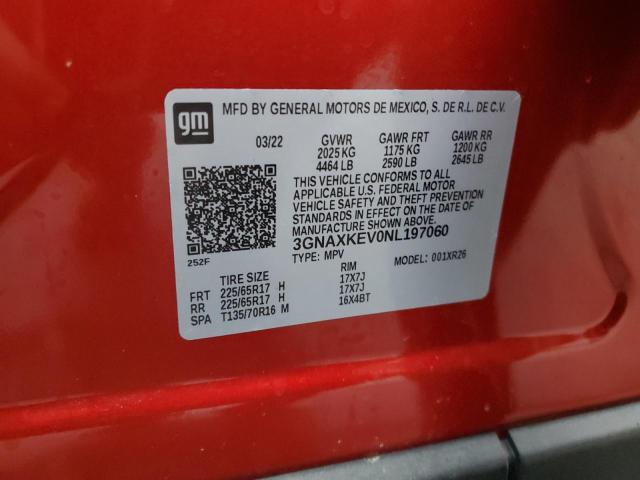 gm MFD BY GENERAL MOTORS DE MEXICO, S. DE R.L. DE C.V.
03/22 GVWR GAWR FRT GAWR RR
2025 KG 1175 KG 1200 KG
4464 LB 2590 LB 2645 LB
THIS VEHICLE CONFORMS TO ALL
APPLICABLE U.S. FEDERAL MOTOR
VEHICLE SAFETY AND THEFT PREVENTION
STANDARDS IN EFFECT ON THE DATE OF
MANUFACTURE SHOWN ABOVE.
3GNAXKEV0NL197060
252F
TYPE: MPV MODEL: 001XR26
TIRE SIZE RIM
FRT 225/65R17 H 17X7J
RR 225/65R17 H 17X7J
SPA T135/70R16 M 16X4BT